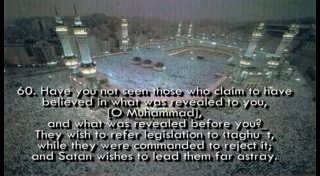 60. Have you not seen those who claim to have
believed in what was revealed to you,
[O Muhammad],
and what was revealed before you?
They wish to refer legislation to (taghu_t,
while they were commanded to reject it;
and Satan wishes to lead them far astray.